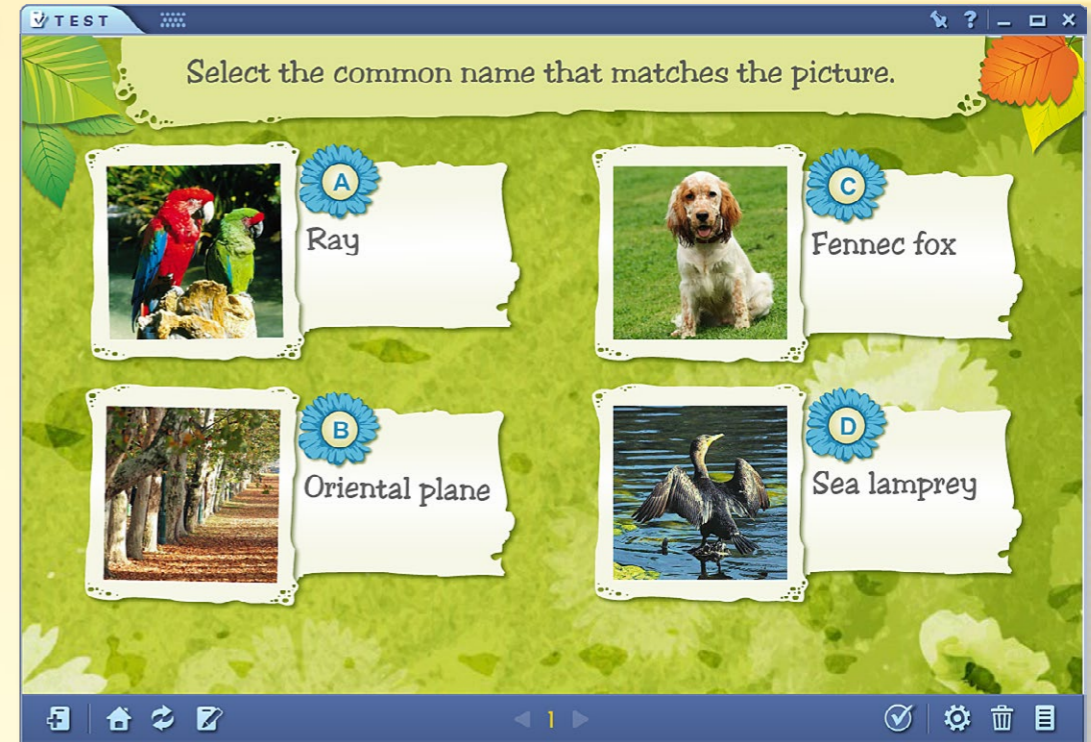 TEST
?
Select the common name that matches the picture.
A
Ray
C
Fennec fox
B
Oriental plane
D
Sea lamprey
1